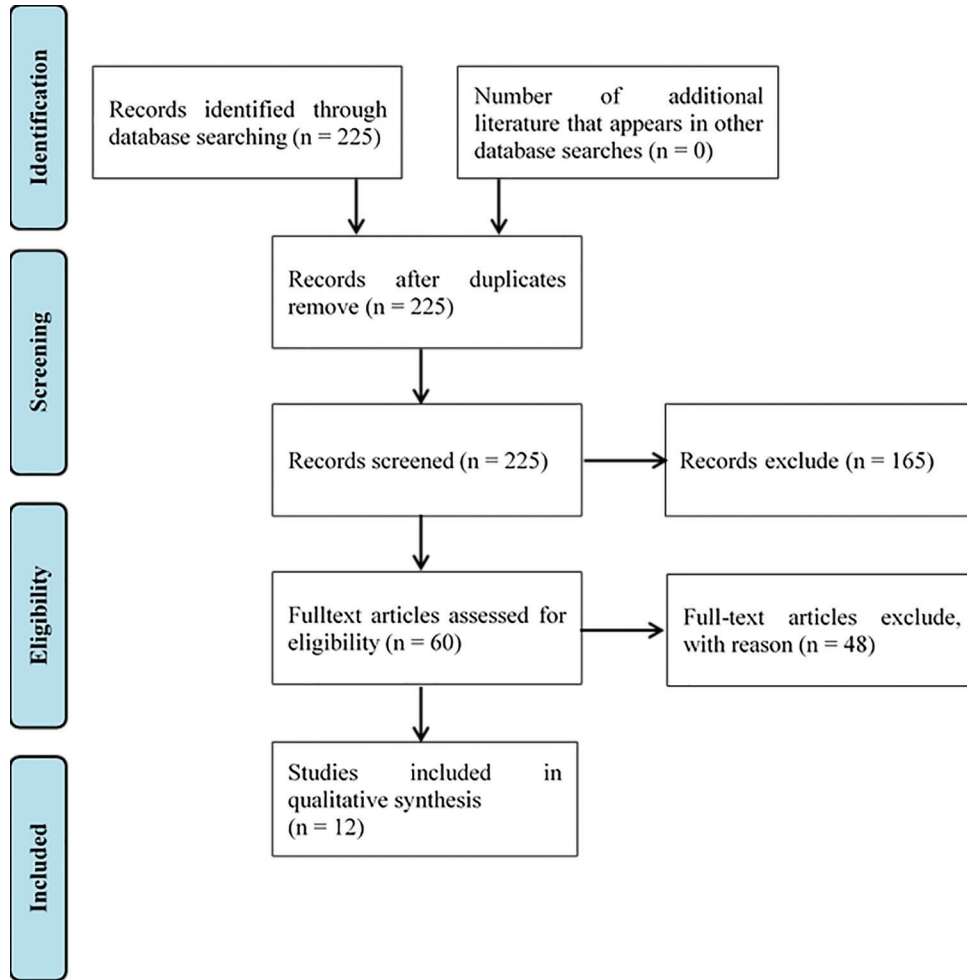 Identification
Records identified through
database searching (n = 225)
Number of additional
literature that appears in other
database searches (n = 0)
Screening
Records after duplicates
remove (n = 225)
Records screened (n = 225)
Records exclude (n = 165)
Eligibility
Fulltext articles assessed for
eligibility (n = 60)
Full-text articles exclude,
with reason (n = 48)
Included
Studies included in
qualitative synthesis
(n = 12)